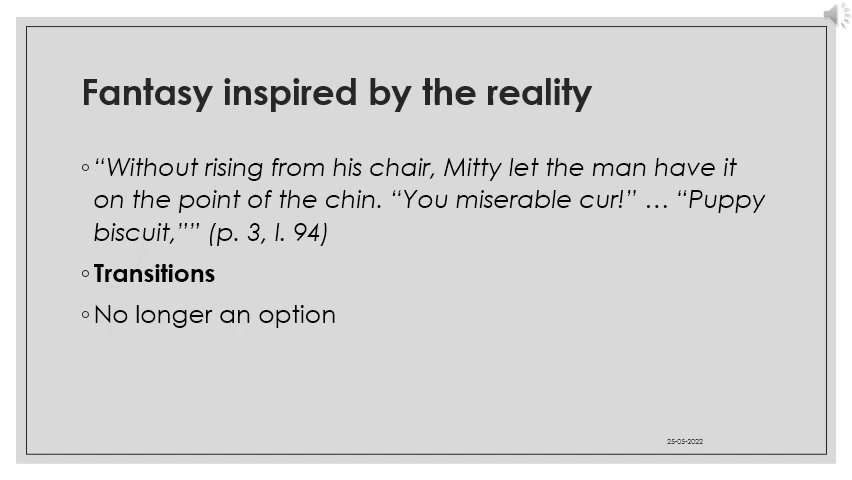 Fantasy inspired by the reality
◦“Without rising from his chair, Mitty let the man have it
on the point of the chin. “You miserable cur!” … “Puppy
biscuit,”” (p. 3, l. 94)
◦Transitions
◦No longer an option
25-05-2022